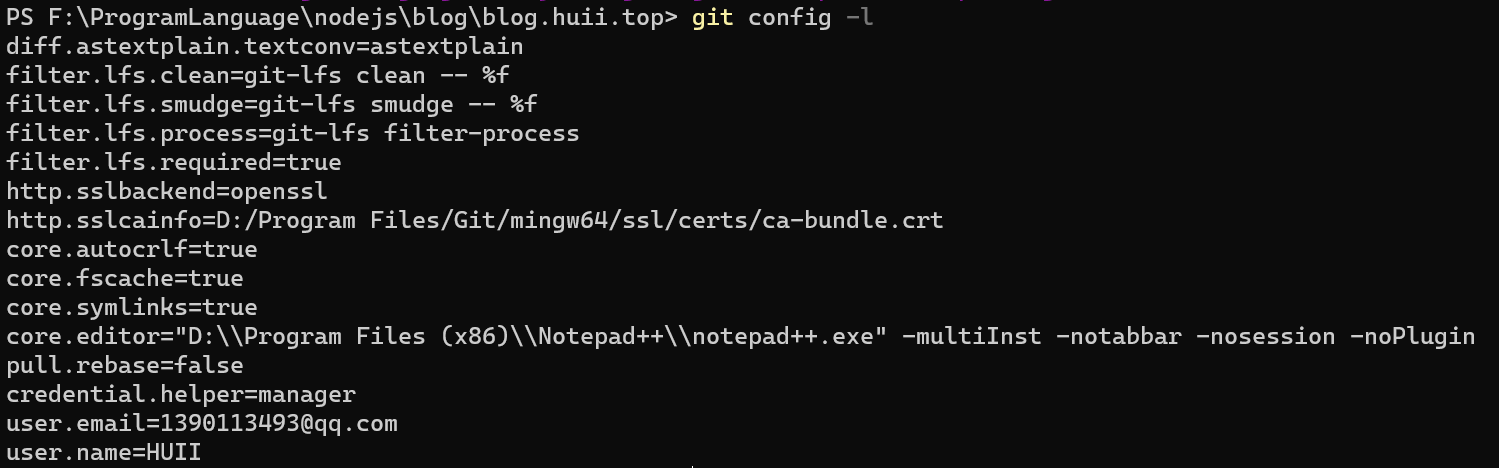 PS F:\ProgramLanguage\nodejs\blog\blog.huii.top> git config -l
diff.astextplain.textconv=astextplain
filter.lfs.clean=git-lfs clean -- %f
filter.lfs.smudge=git-lfs smudge -- %f
filter.lfs.process=git-lfs filter-process
filter.lfs.required=true
http.sslbackend=openssl
http.sslcainfo=D:/Program Files/Git/mingw64/ssl/certs/ca-bundle.crt
core.autocrlf=true
core.fscache=true
core.symlinks=true
core.editor="D:\\Program Files (x86)\\Notepad++\\notepad++.exe" -multiInst -notabbar -nosession -noPlugin
pull.rebase=false
credential.helper=manager
user.email=1390113493@qq.com
user.name=HUII